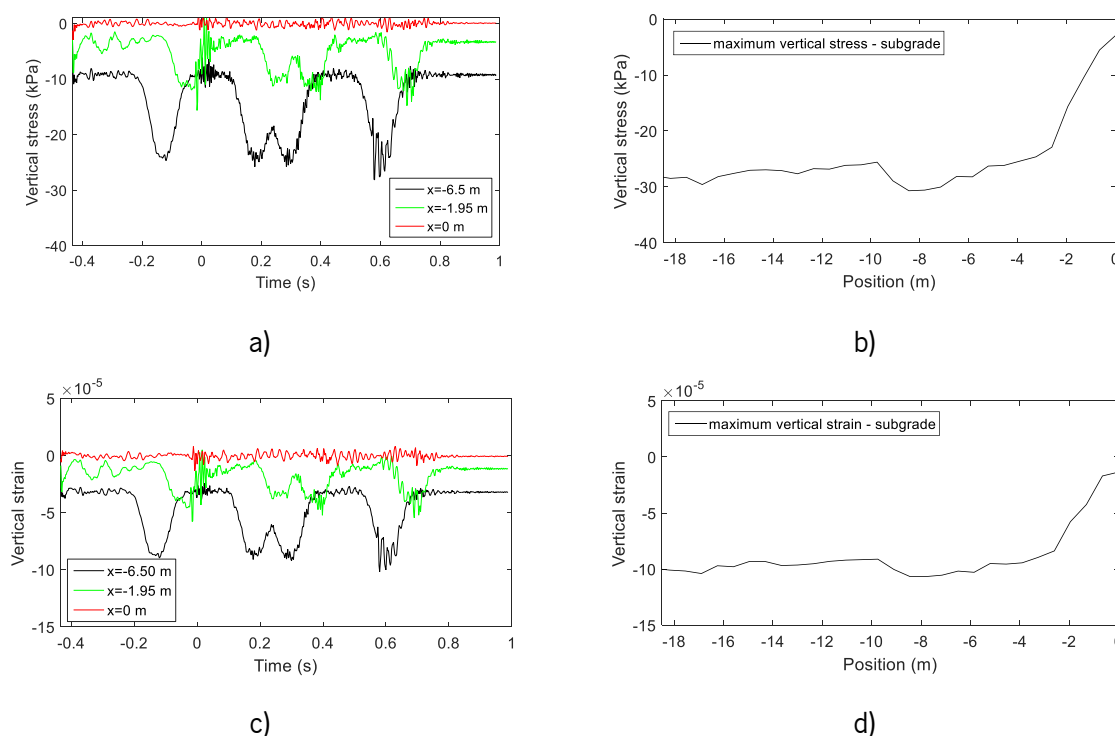 0
-10
-20
-30
-40
Vertical stress (kPa)
-0.4 -0.2 0 0.2 0.4 0.6 0.8 1
Time (s)
x=-6.5 m
x=-1.95 m
x=0 m
a)
0
-10
-20
-30
-40
Vertical stress (kPa)
maximum vertical stress - subgrade
-18 -16 -14 -12 -10 -8 -6 -4 -2 0
Position (m)
b)
×10-5
5
0
-5
-10
-15
Vertical strain
-0.4 -0.2 0 0.2 0.4 0.6 0.8 1
Time (s)
x=-6.50 m
x=-1.95 m
x=0 m
c)
×10-5
5
0
-5
-10
-15
Vertical strain
maximum vertical strain - subgrade
-18 -16 -14 -12 -10 -8 -6 -4 -2 0
Position (m)
d)